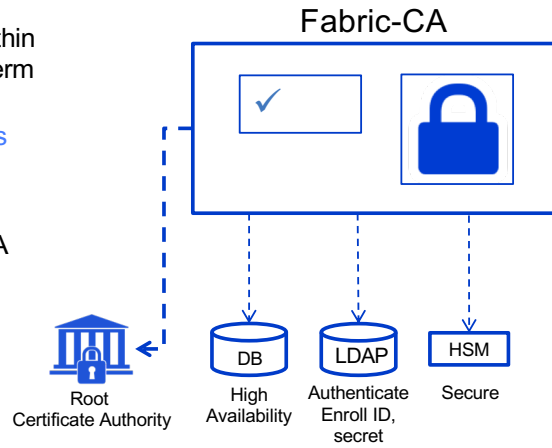 Fabric-CA
✓
DB
LDAP
HSM
Root
Certificate Authority
High
Availability
Authenticate
Enroll ID,
secret
Secure